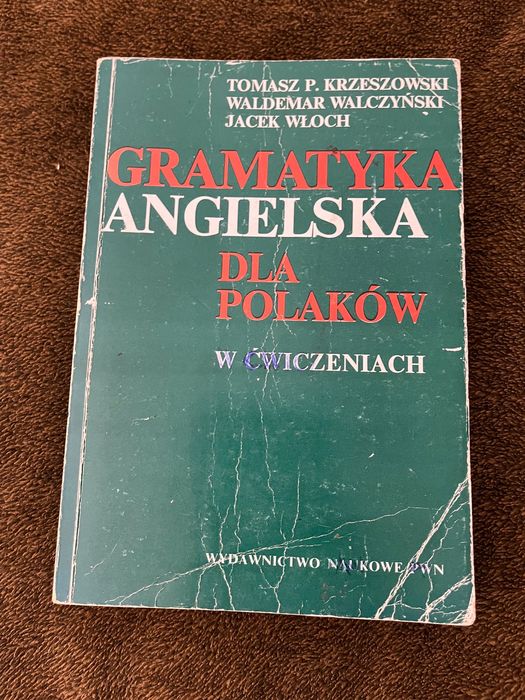 TOMASZ P. KRZESZOWSKI
WALDEMAR WALCZYŃSKI
JACEK WŁOCH
GRAMATYKA
ANGIELSKA
DLA
POLAKÓW
W ĆWICZENIACH
WYDAWNICTWO NAUKOWE PWN